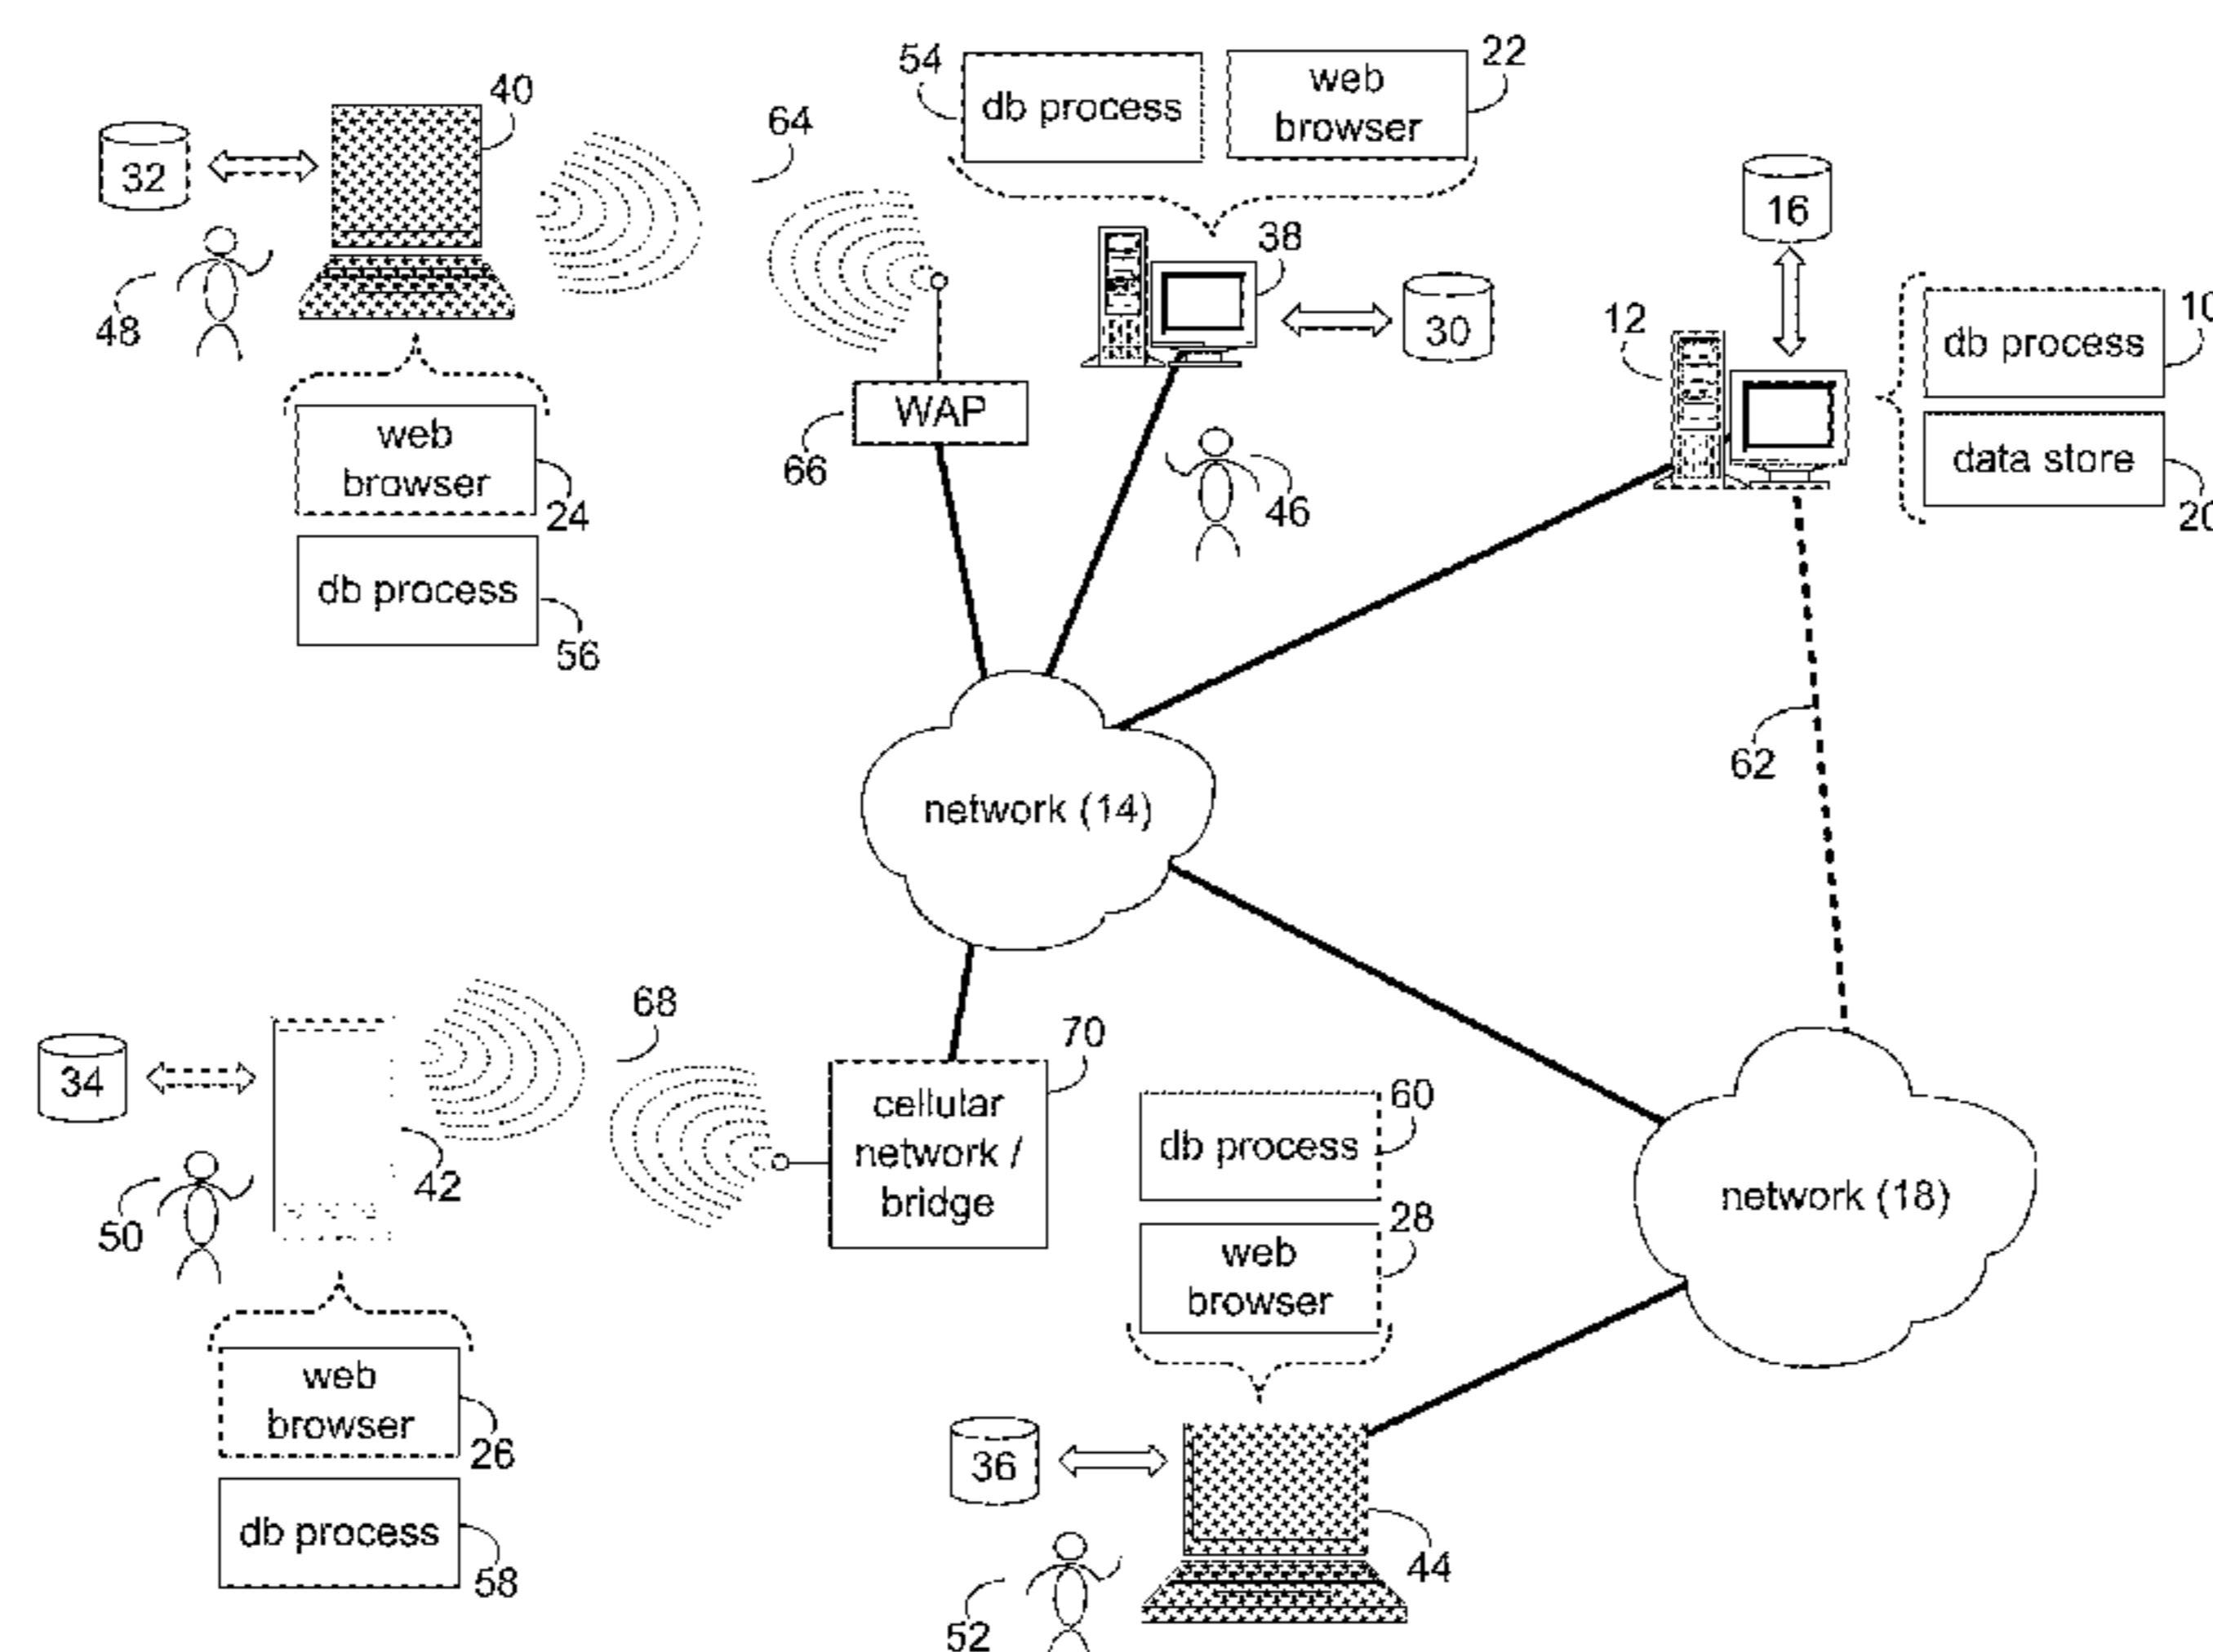 54
db process
web
browser
22
40
64
32
16
38
48
30
12
db process
10
WAP
66
web
browser
24
46
data store
20
db process
56
62
network (14)
68
70
34
cellular
network /
bridge
42
50
db process
60
web
browser
28
network (18)
web
browser
26
36
db process
58
44
52